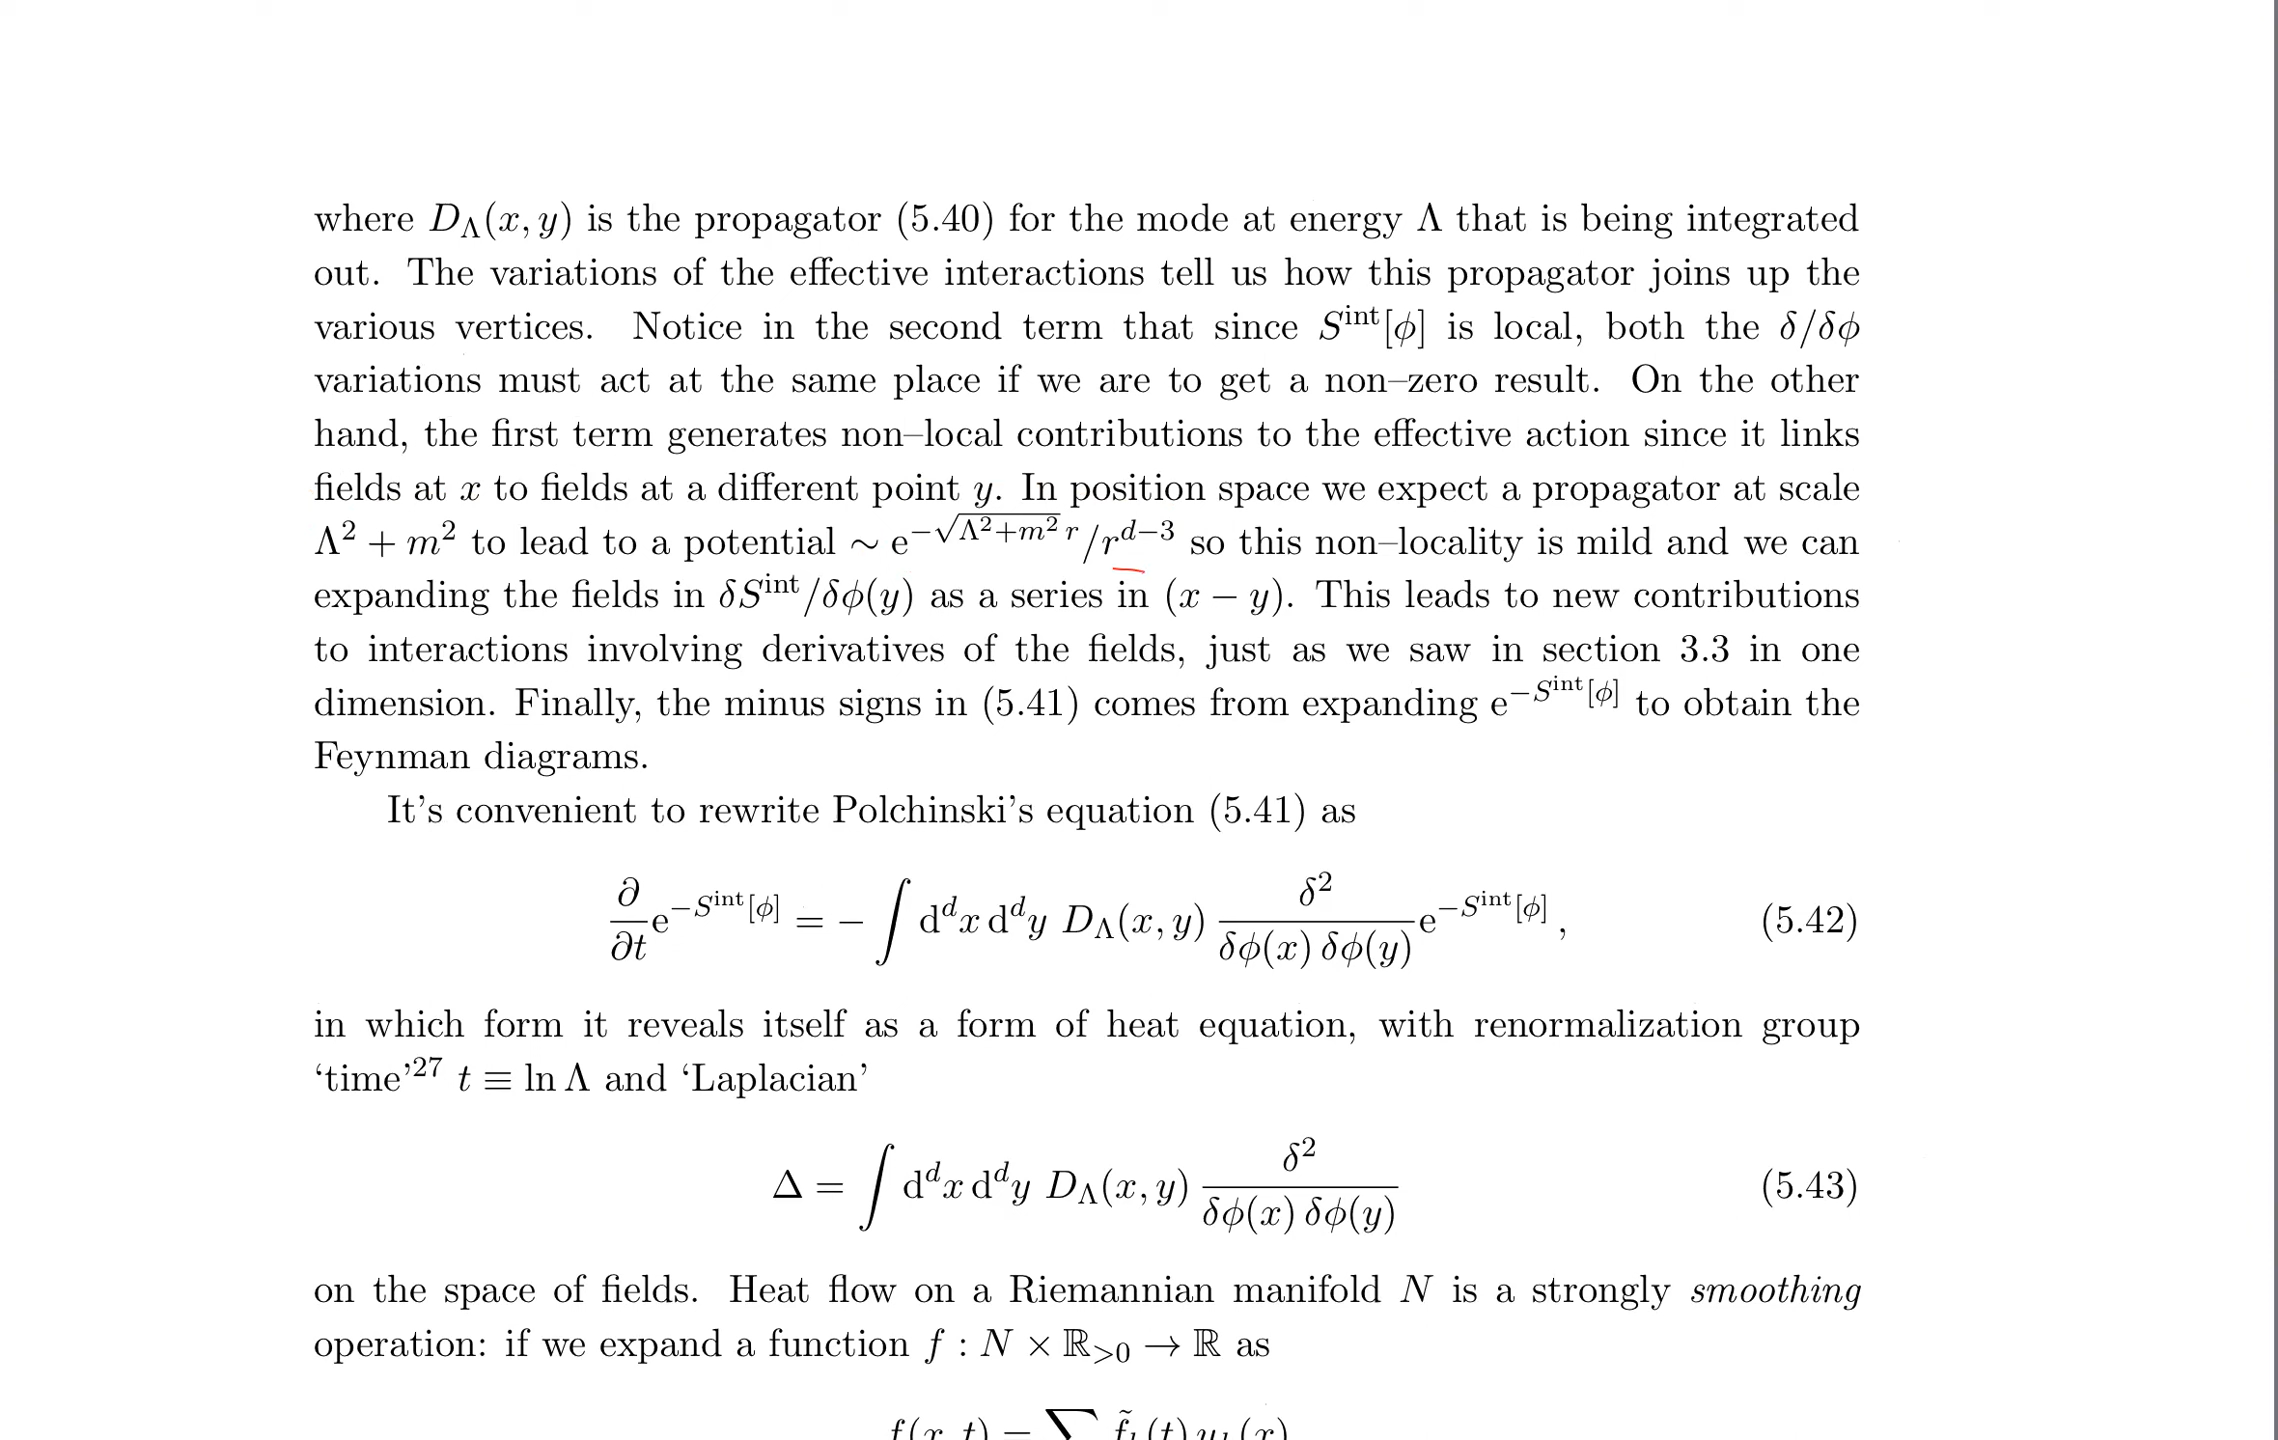 where D_Λ(x, y) is the propagator (5.40) for the mode at energy Λ that is being integrated
out. The variations of the effective interactions tell us how this propagator joins up the
various vertices. Notice in the second term that since S^int[ϕ] is local, both the δ/δϕ
variations must act at the same place if we are to get a non–zero result. On the other
hand, the first term generates non–local contributions to the effective action since it links
fields at x to fields at a different point y. In position space we expect a propagator at scale
Λ² + m² to lead to a potential ∼ e^{−√(Λ²+m²) r}/r^{d−3} so this non–locality is mild and we can
expanding the fields in δS^int/δϕ(y) as a series in (x − y). This leads to new contributions
to interactions involving derivatives of the fields, just as we saw in section 3.3 in one
dimension. Finally, the minus signs in (5.41) comes from expanding e^{−S^int[ϕ]} to obtain the
Feynman diagrams.
It's convenient to rewrite Polchinski's equation (5.41) as
∂/∂t e^{−S^int[ϕ]} = − ∫ d^d x d^d y D_Λ(x, y) δ²/(δϕ(x) δϕ(y)) e^{−S^int[ϕ]} , (5.42)
in which form it reveals itself as a form of heat equation, with renormalization group
‘time’²⁷ t ≡ ln Λ and ‘Laplacian’
Δ = ∫ d^d x d^d y D_Λ(x, y) δ²/(δϕ(x) δϕ(y)) (5.43)
on the space of fields. Heat flow on a Riemannian manifold N is a strongly smoothing
operation: if we expand a function f : N × ℝ_{>0} → ℝ as